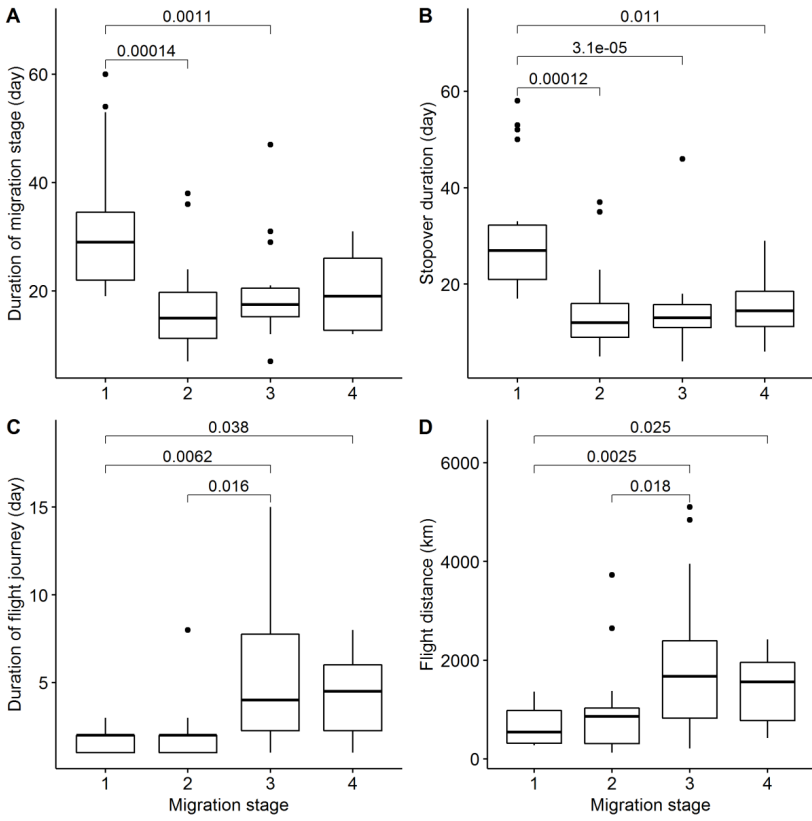 A
0.0011
0.00014
Duration of migration stage (day)
60
40
20
1 2 3 4
B
0.011
3.1e-05
0.00012
Stopover duration (day)
60
40
20
1 2 3 4
C
0.038
0.0062
0.016
Duration of flight journey (day)
15
10
5
1 2 3 4
Migration stage
D
0.025
0.0025
0.018
Flight distance (km)
6000
4000
2000
0
1 2 3 4
Migration stage